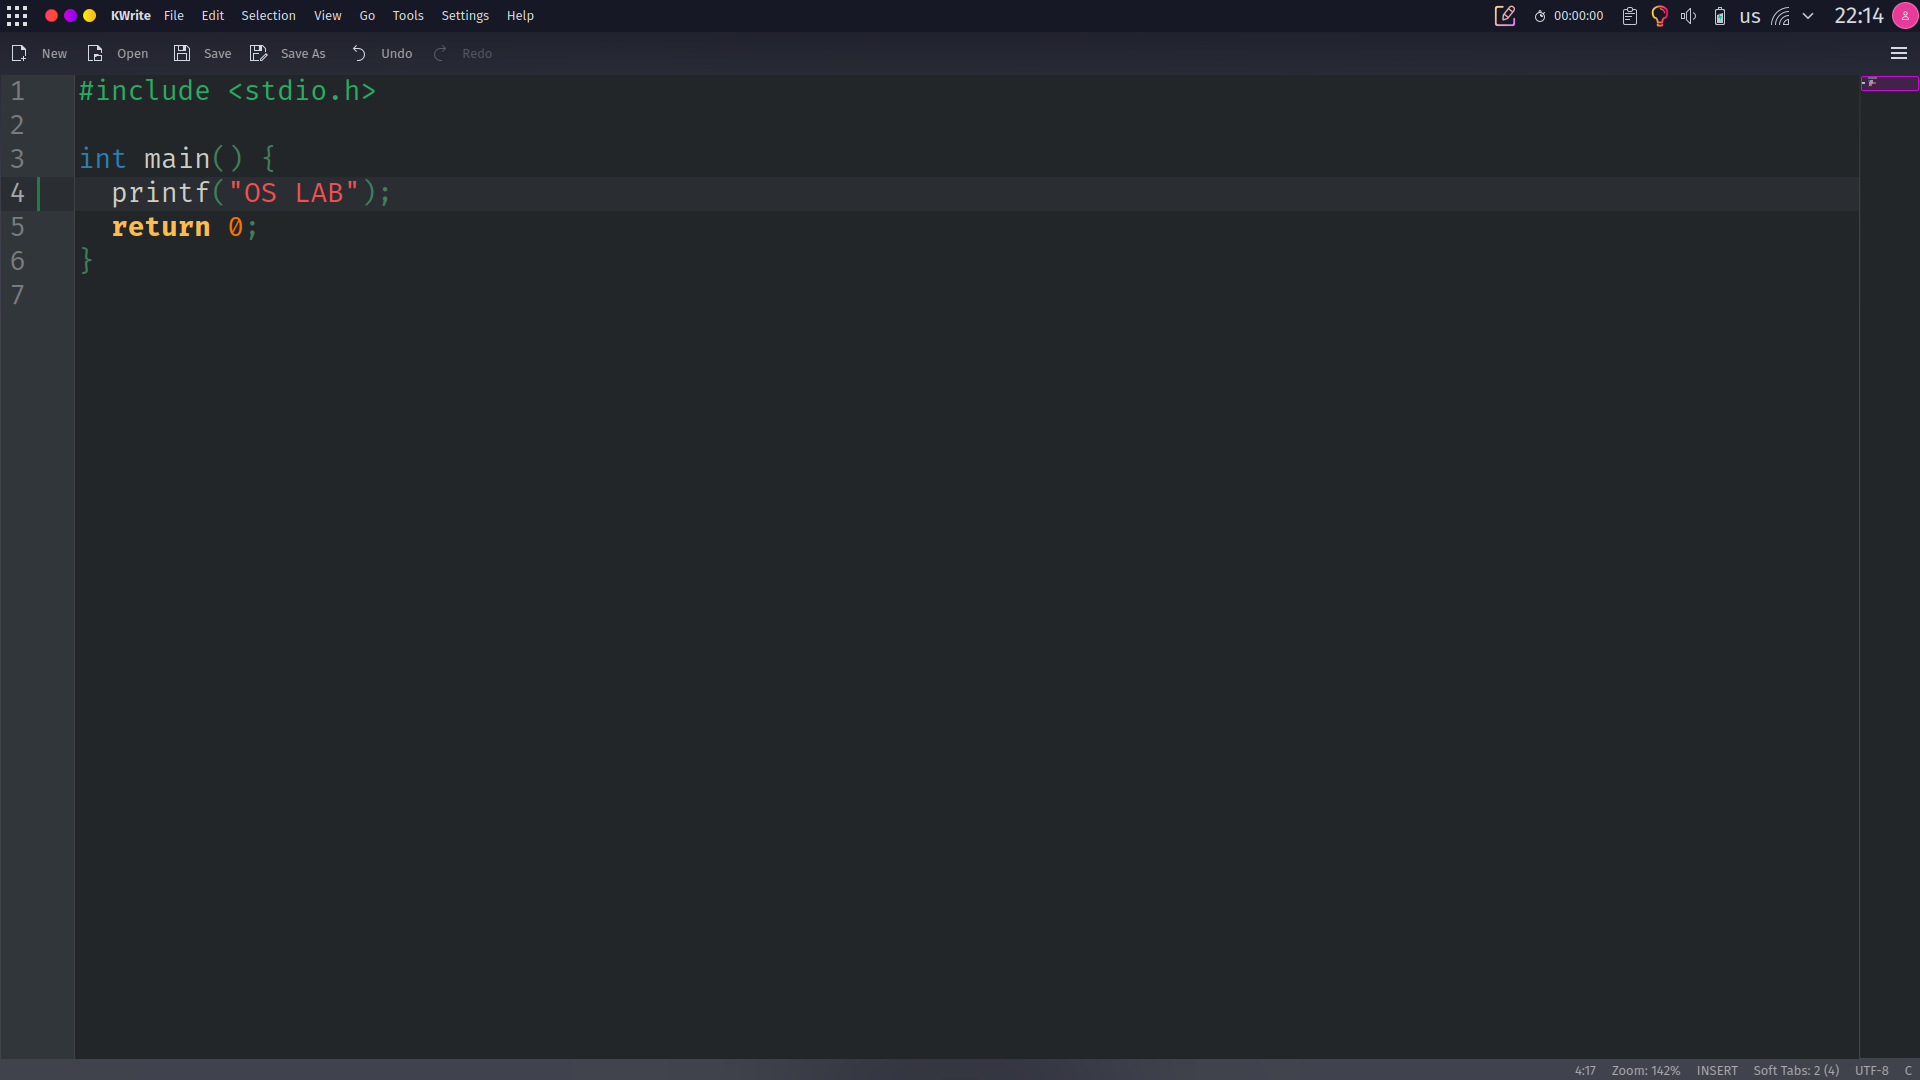 KWrite File Edit Selection View Go Tools Settings Help 00:00:00 us 22:14
New Open Save Save As Undo Redo
1 #include <stdio.h>
2
3 int main() {
4   printf("OS LAB");
5   return 0;
6 }
7
4:17 Zoom: 142% INSERT Soft Tabs: 2 (4) UTF-8 C